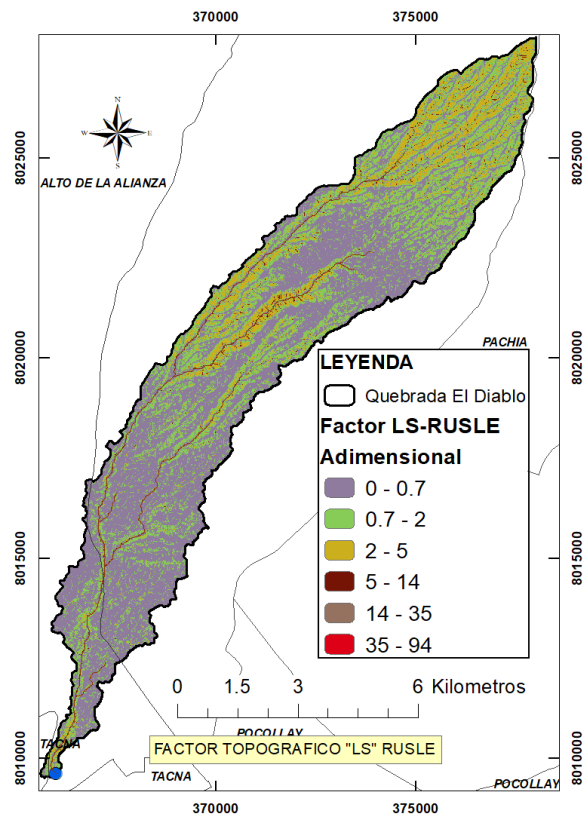 370000 375000
8025000 8025000
N
W E
S
ALTO DE LA ALIANZA
PACHIA
8020000 8020000
LEYENDA
Quebrada El Diablo
Factor LS-RUSLE
Adimensional
0 - 0.7
0.7 - 2
2 - 5
5 - 14
14 - 35
35 - 94
8015000 8015000
0 1.5 3 6 Kilometros
POCOLLAY
TACNA
FACTOR TOPOGRAFICO "LS" RUSLE
8010000 8010000
TACNA
POCOLLAY
370000 375000